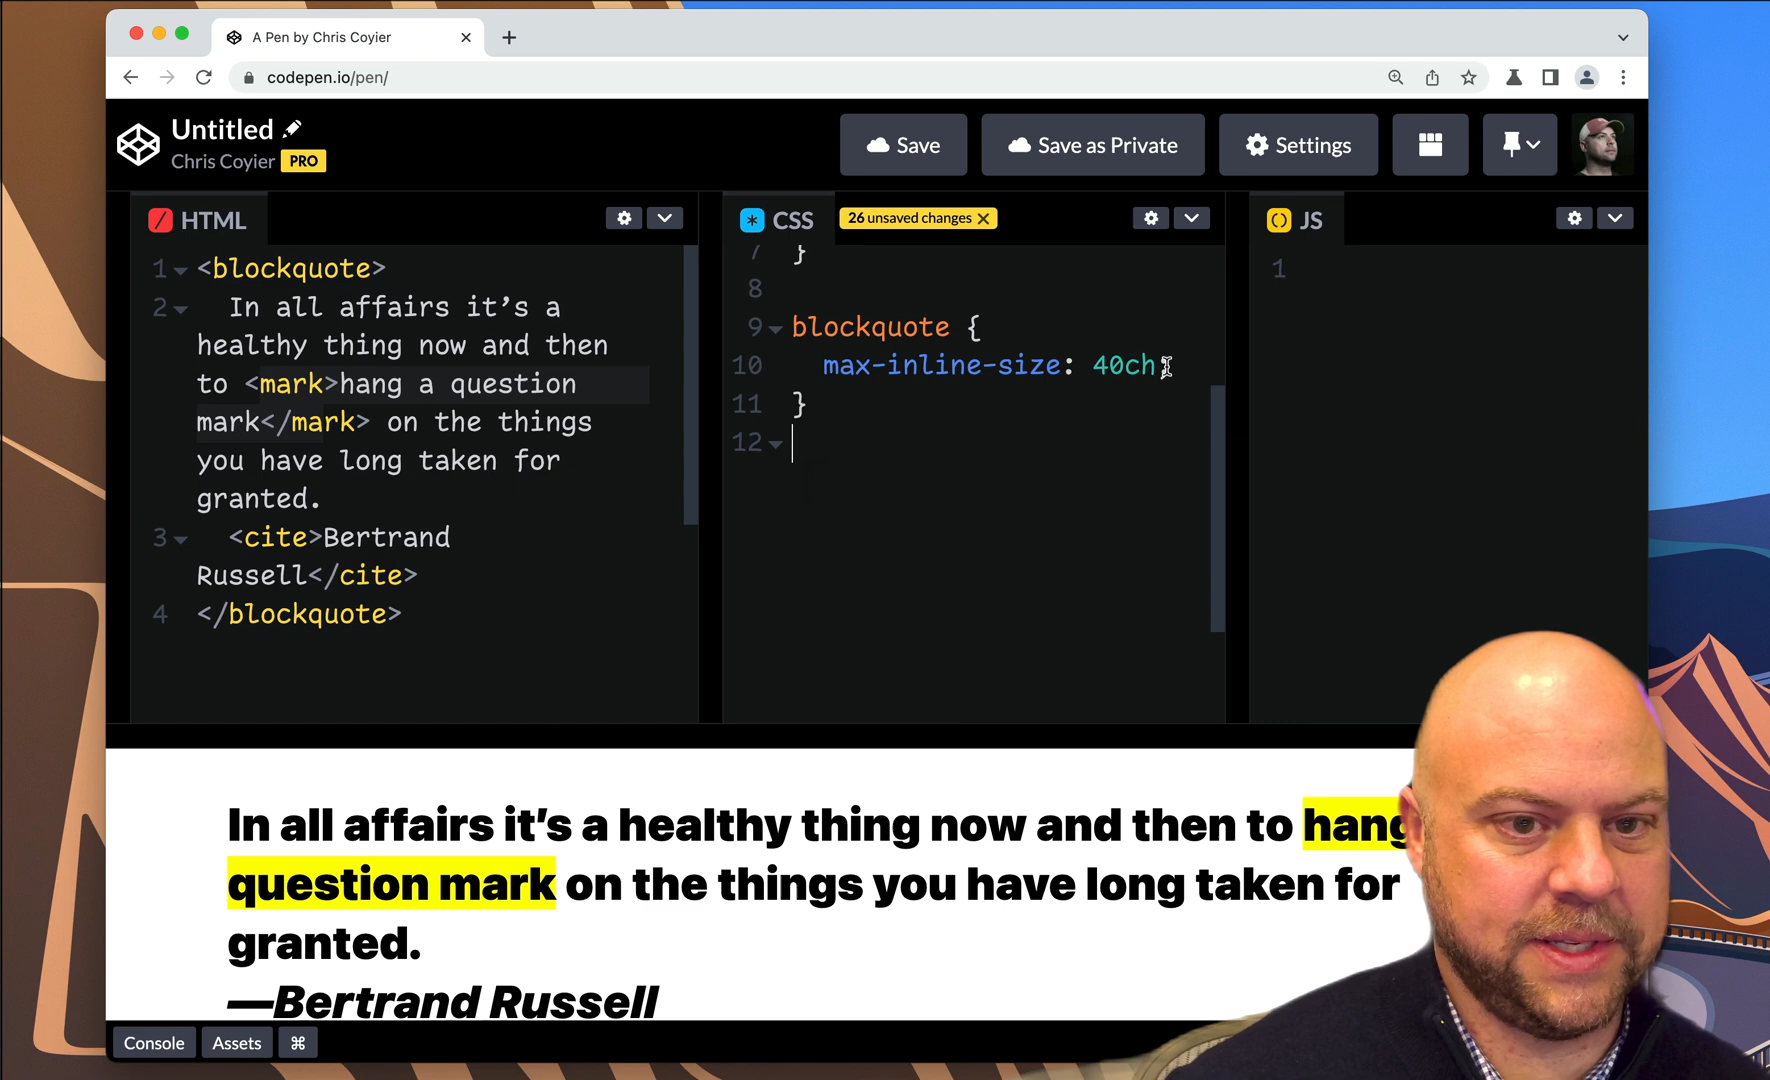 A Pen by Chris Coyier
codepen.io/pen/
Untitled
Chris Coyier PRO
Save
Save as Private
Settings
HTML
1 <blockquote>
2 In all affairs it’s a
healthy thing now and then
to <mark>hang a question
mark</mark> on the things
you have long taken for
granted.
3 <cite>Bertrand
Russell</cite>
4 </blockquote>
CSS
26 unsaved changes
7 }
8
9 blockquote {
10 max-inline-size: 40ch
11 }
12
JS
1
In all affairs it’s a healthy thing now and then to hang
question mark on the things you have long taken for
granted.
—Bertrand Russell
Console
Assets
⌘